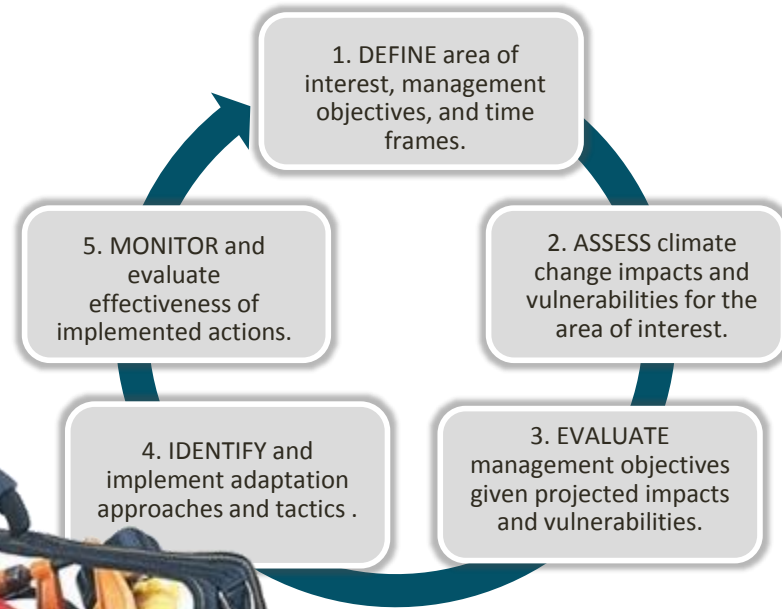 1. DEFINE area of
interest, management
objectives, and time
frames.
2. ASSESS climate
change impacts and
vulnerabilities for the
area of interest.
3. EVALUATE
management objectives
given projected impacts
and vulnerabilities.
4. IDENTIFY and
implement adaptation
approaches and tactics .
5. MONITOR and
evaluate
effectiveness of
implemented actions.